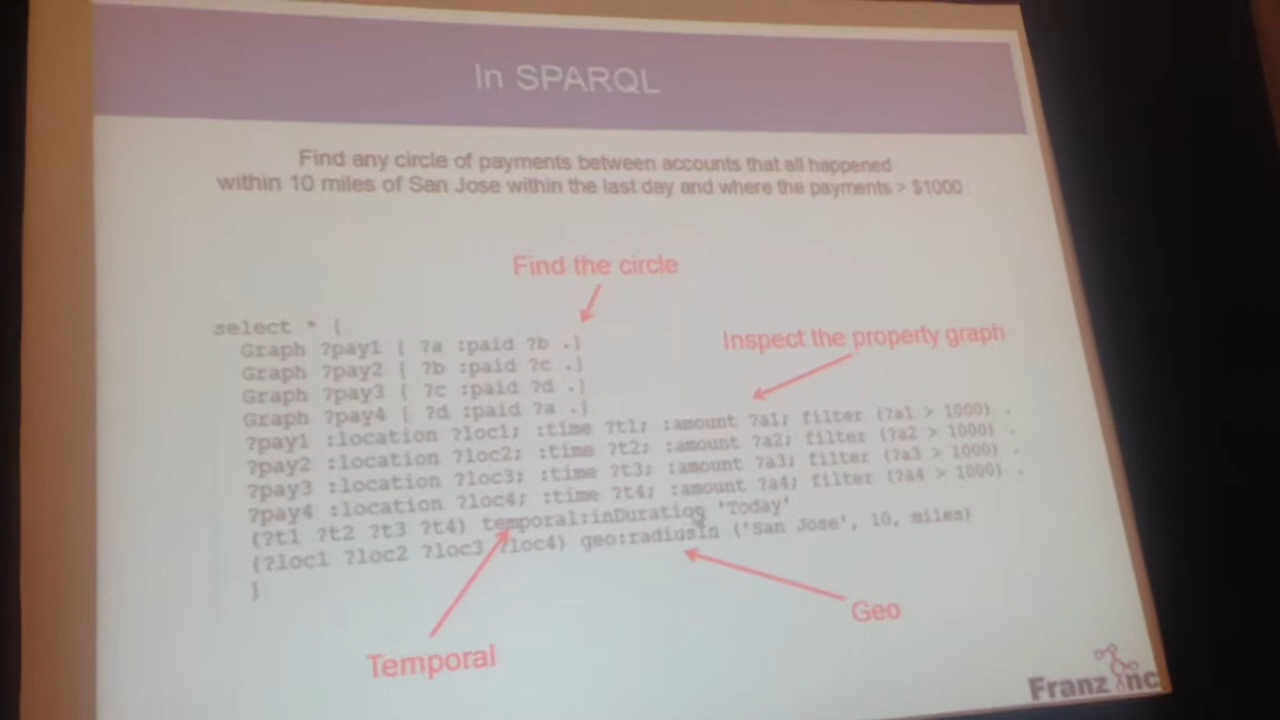 In SPARQL
Find any circle of payments between accounts that all happened
within 10 miles of San Jose within the last day and where the payments > $1000
Find the circle
Inspect the property graph
select * {
Graph ?pay1 { ?a :paid ?b .}
Graph ?pay2 { ?b :paid ?c .}
Graph ?pay3 { ?c :paid ?d .}
Graph ?pay4 { ?d :paid ?a .}
?pay1 :location ?loc1; :time ?t1; :amount ?a1; filter (?a1 > 1000) .
?pay2 :location ?loc2; :time ?t2; :amount ?a2; filter (?a2 > 1000) .
?pay3 :location ?loc3; :time ?t3; :amount ?a3; filter (?a3 > 1000) .
?pay4 :location ?loc4; :time ?t4; :amount ?a4; filter (?a4 > 1000) .
(?t1 ?t2 ?t3 ?t4) temporal:inDuration 'Today'
(?loc1 ?loc2 ?loc3 ?loc4) geo:radiusIn ('San Jose', 10, miles)
}
Geo
Temporal
Franz Inc